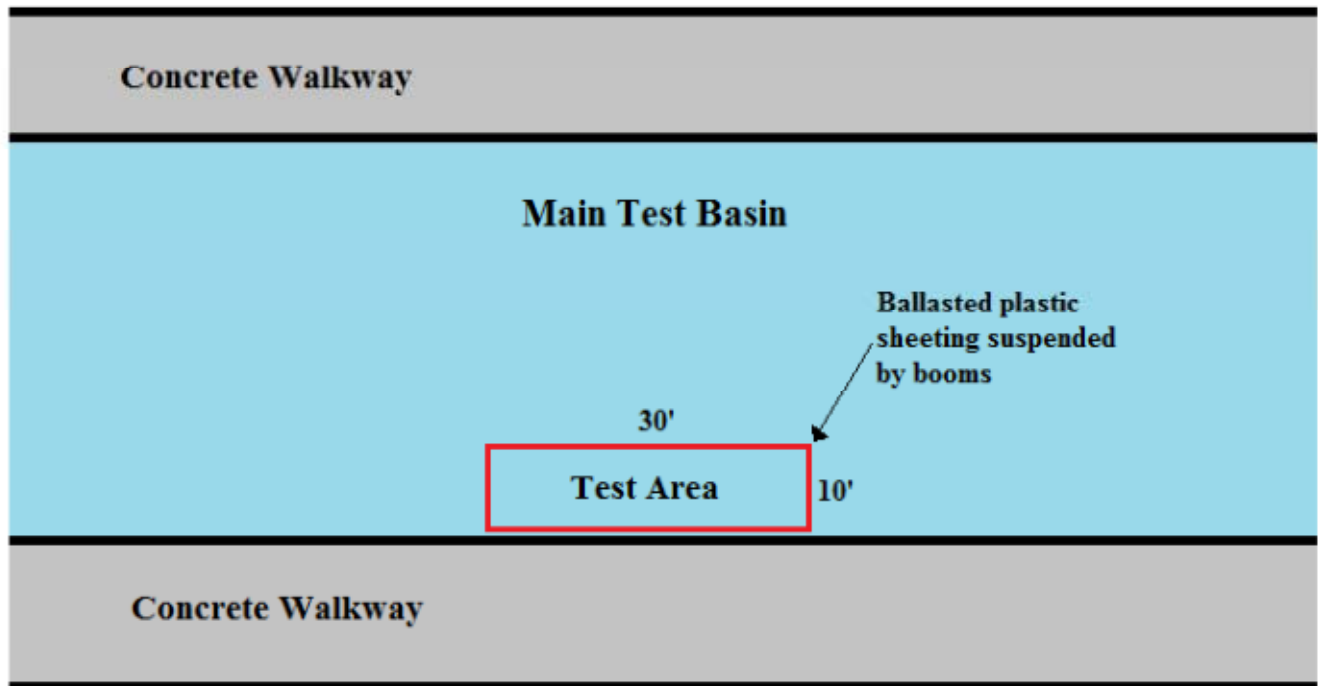 Concrete Walkway
Main Test Basin
Ballasted plastic
sheeting suspended
by booms
30'
Test Area
10'
Concrete Walkway